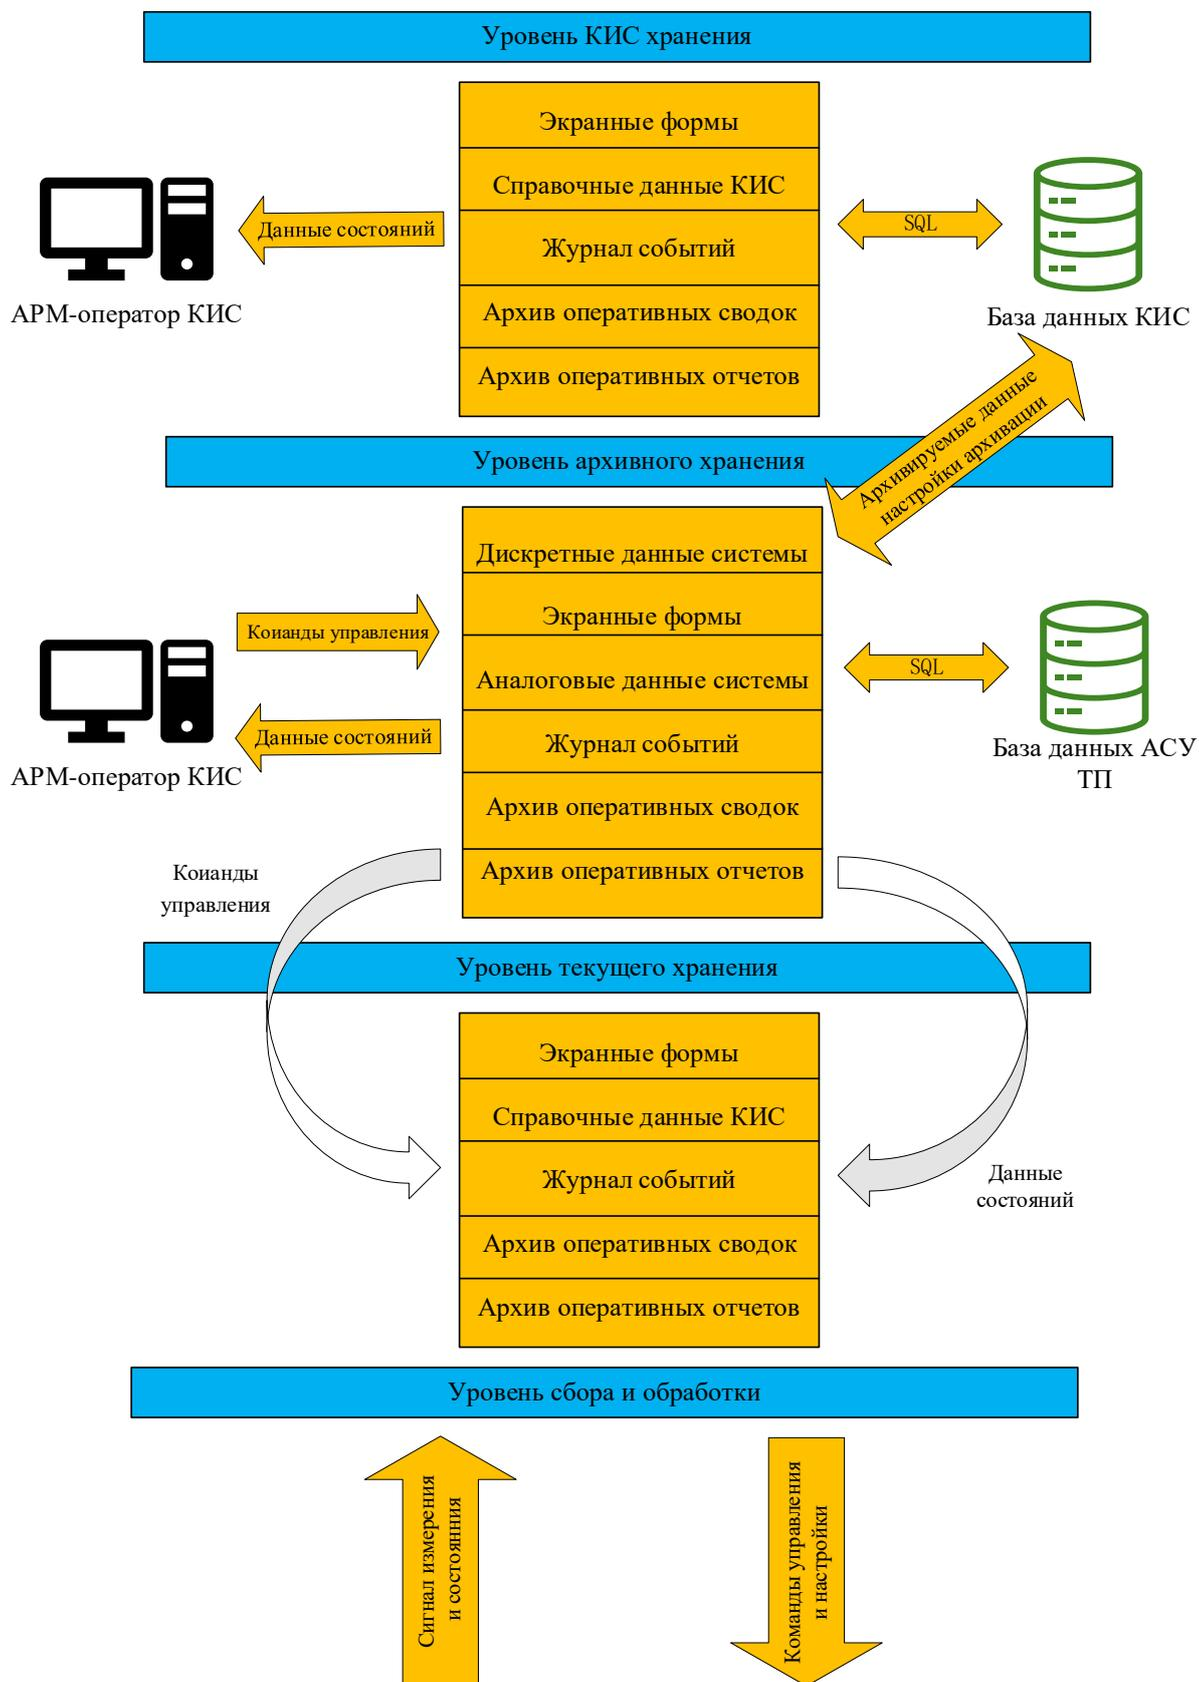 Уровень КИС хранения
Экранные формы
Справочные данные КИС
Журнал событий
Архив оперативных сводок
Архив оперативных отчетов
Данные состояний
АРМ-оператор КИС
SQL
База данных КИС
Архивируемые данные
настройки архивации
Уровень архивного хранения
Дискретные данные системы
Экранные формы
Аналоговые данные системы
Журнал событий
Архив оперативных сводок
Архив оперативных отчетов
Коианды управления
Данные состояний
АРМ-оператор КИС
SQL
База данных АСУ
ТП
Коианды
управления
Уровень текущего хранения
Экранные формы
Справочные данные КИС
Журнал событий
Архив оперативных сводок
Архив оперативных отчетов
Данные
состояний
Уровень сбора и обработки
Сигнал измерения
и состоянния
Команды управления
и настройки